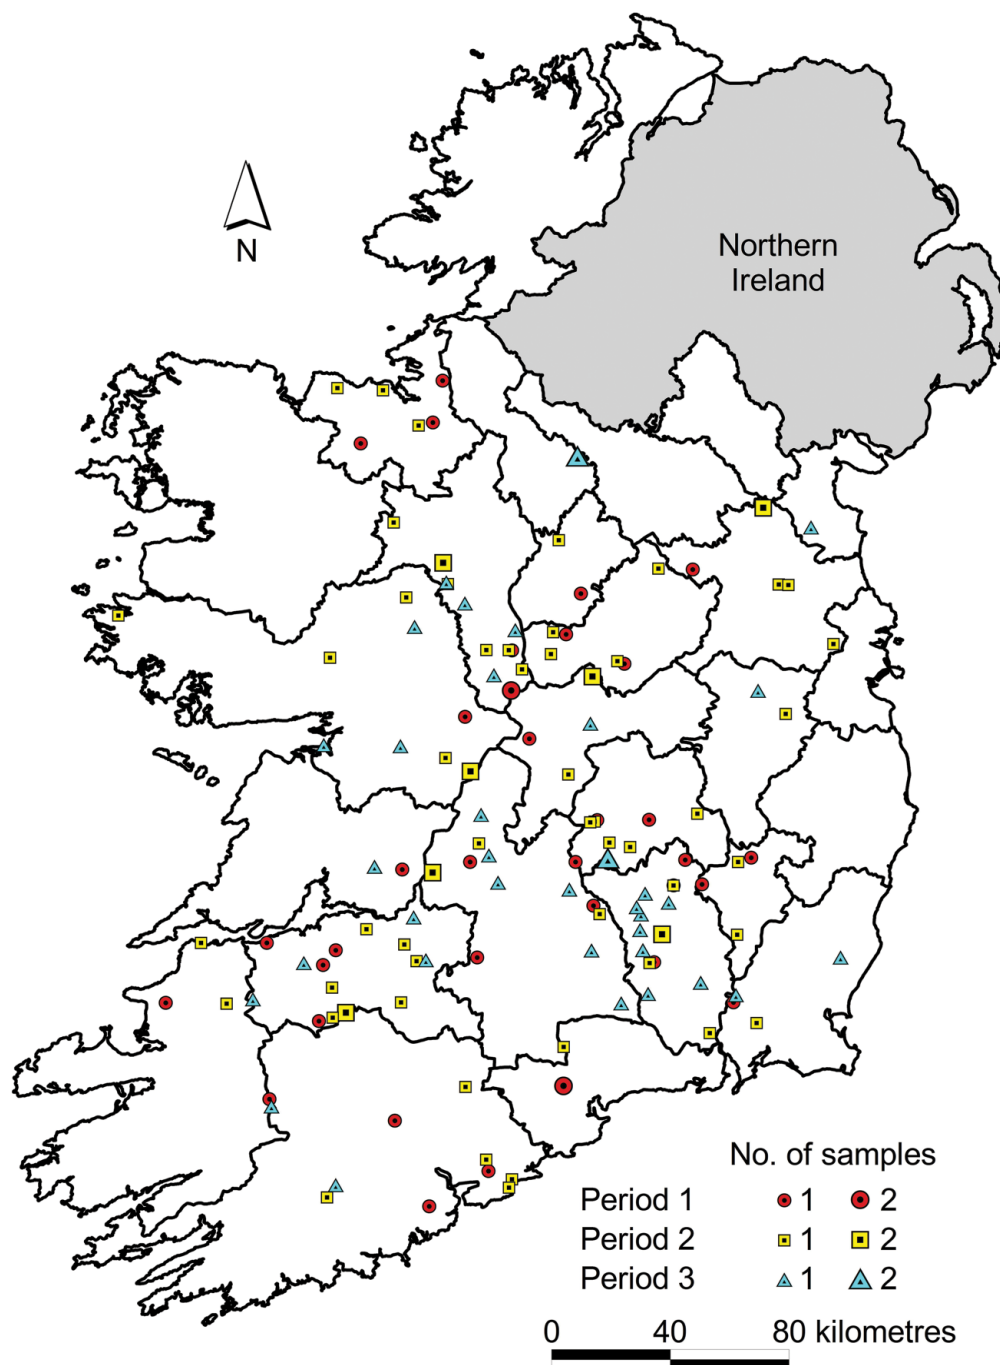 Northern
Ireland
N
No. of samples
Period 1 1 2
Period 2 1 2
Period 3 1 2
0 40 80 kilometres